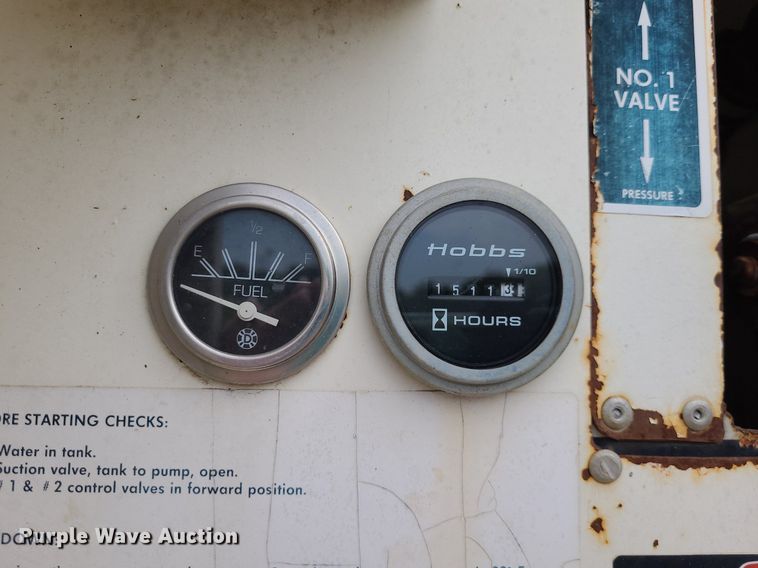 NO. 1
VALVE
PRESSURE
E 1/2 F
FUEL
D
Hobbs
1/10
1 5 1 1 3
HOURS
ORE STARTING CHECKS:
Water in tank.
Suction valve, tank to pump, open.
# 1 & # 2 control valves in forward position.
Purple Wave Auction